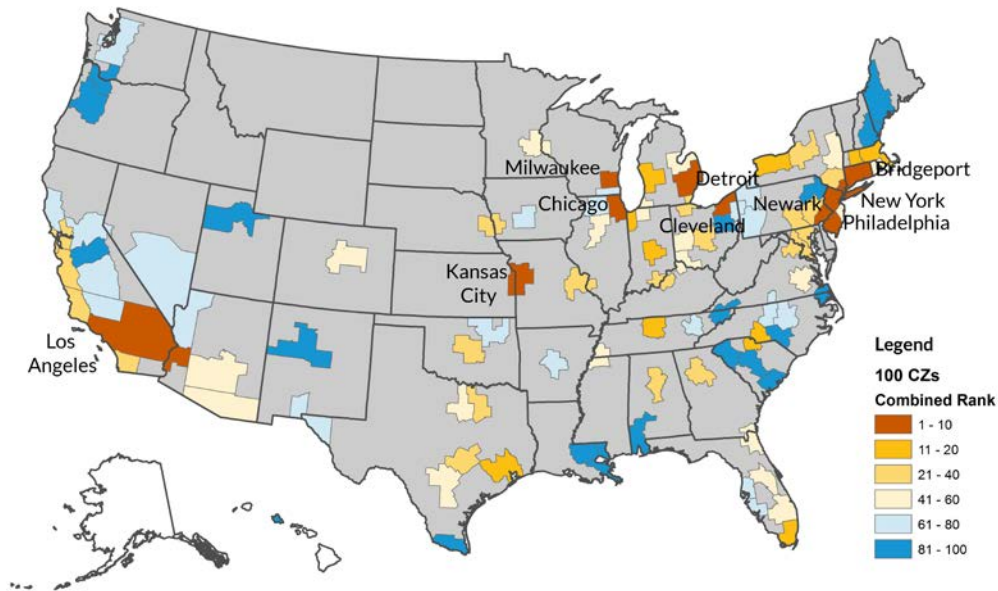 Milwaukee
Detroit
Bridgeport
Chicago
Newark
New York
Cleveland
Philadelphia
Kansas
City
Los
Angeles
Legend
100 CZs
Combined Rank
1 - 10
11 - 20
21 - 40
41 - 60
61 - 80
81 - 100